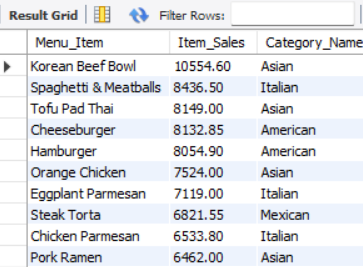 Result Grid Filter Rows:
Menu_Item Item_Sales Category_Name
Korean Beef Bowl 10554.60 Asian
Spaghetti & Meatballs 8436.50 Italian
Tofu Pad Thai 8149.00 Asian
Cheeseburger 8132.85 American
Hamburger 8054.90 American
Orange Chicken 7524.00 Asian
Eggplant Parmesan 7119.00 Italian
Steak Torta 6821.55 Mexican
Chicken Parmesan 6533.80 Italian
Pork Ramen 6462.00 Asian